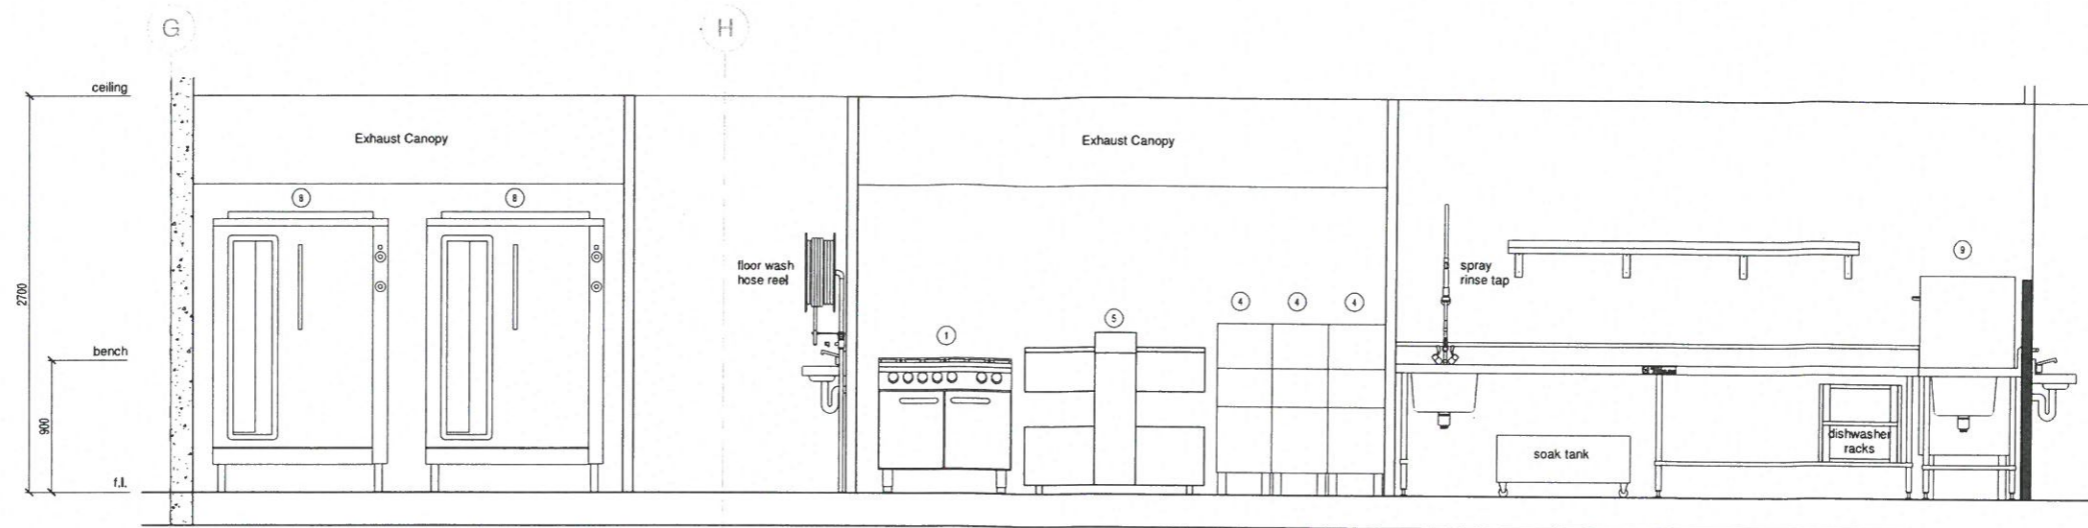 G
H
ceiling
Exhaust Canopy
Exhaust Canopy
8
8
9
floor wash
hose reel
spray
rinse tap
2700
4
4
4
5
1
bench
900
dishwasher
racks
soak tank
f.l.